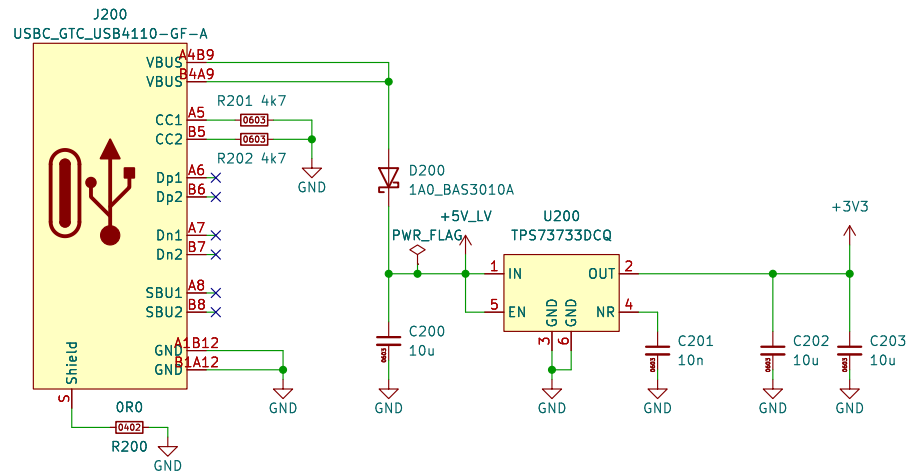 J200
USBC_GTC_USB4110-GF-A
VBUS A4B9
VBUS B4A9
CC1 A5
CC2 B5
R201 4k7
0603
0603
R202 4k7
GND
Dp1 A6
Dp2 B6
Dn1 A7
Dn2 B7
SBU1 A8
SBU2 B8
GND A1B12
GND B1A12
GND
Shield
S
0R0
0402
R200
GND
D200
1A0_BAS3010A
+5V_LV
PWR_FLAG
U200
TPS73733DCQ
1 IN
OUT 2
5 EN
NR 4
GND
GND
3
6
GND
C200
10u
0603
GND
C201
10n
0603
GND
+3V3
C202
10u
0603
GND
C203
10u
0603
GND